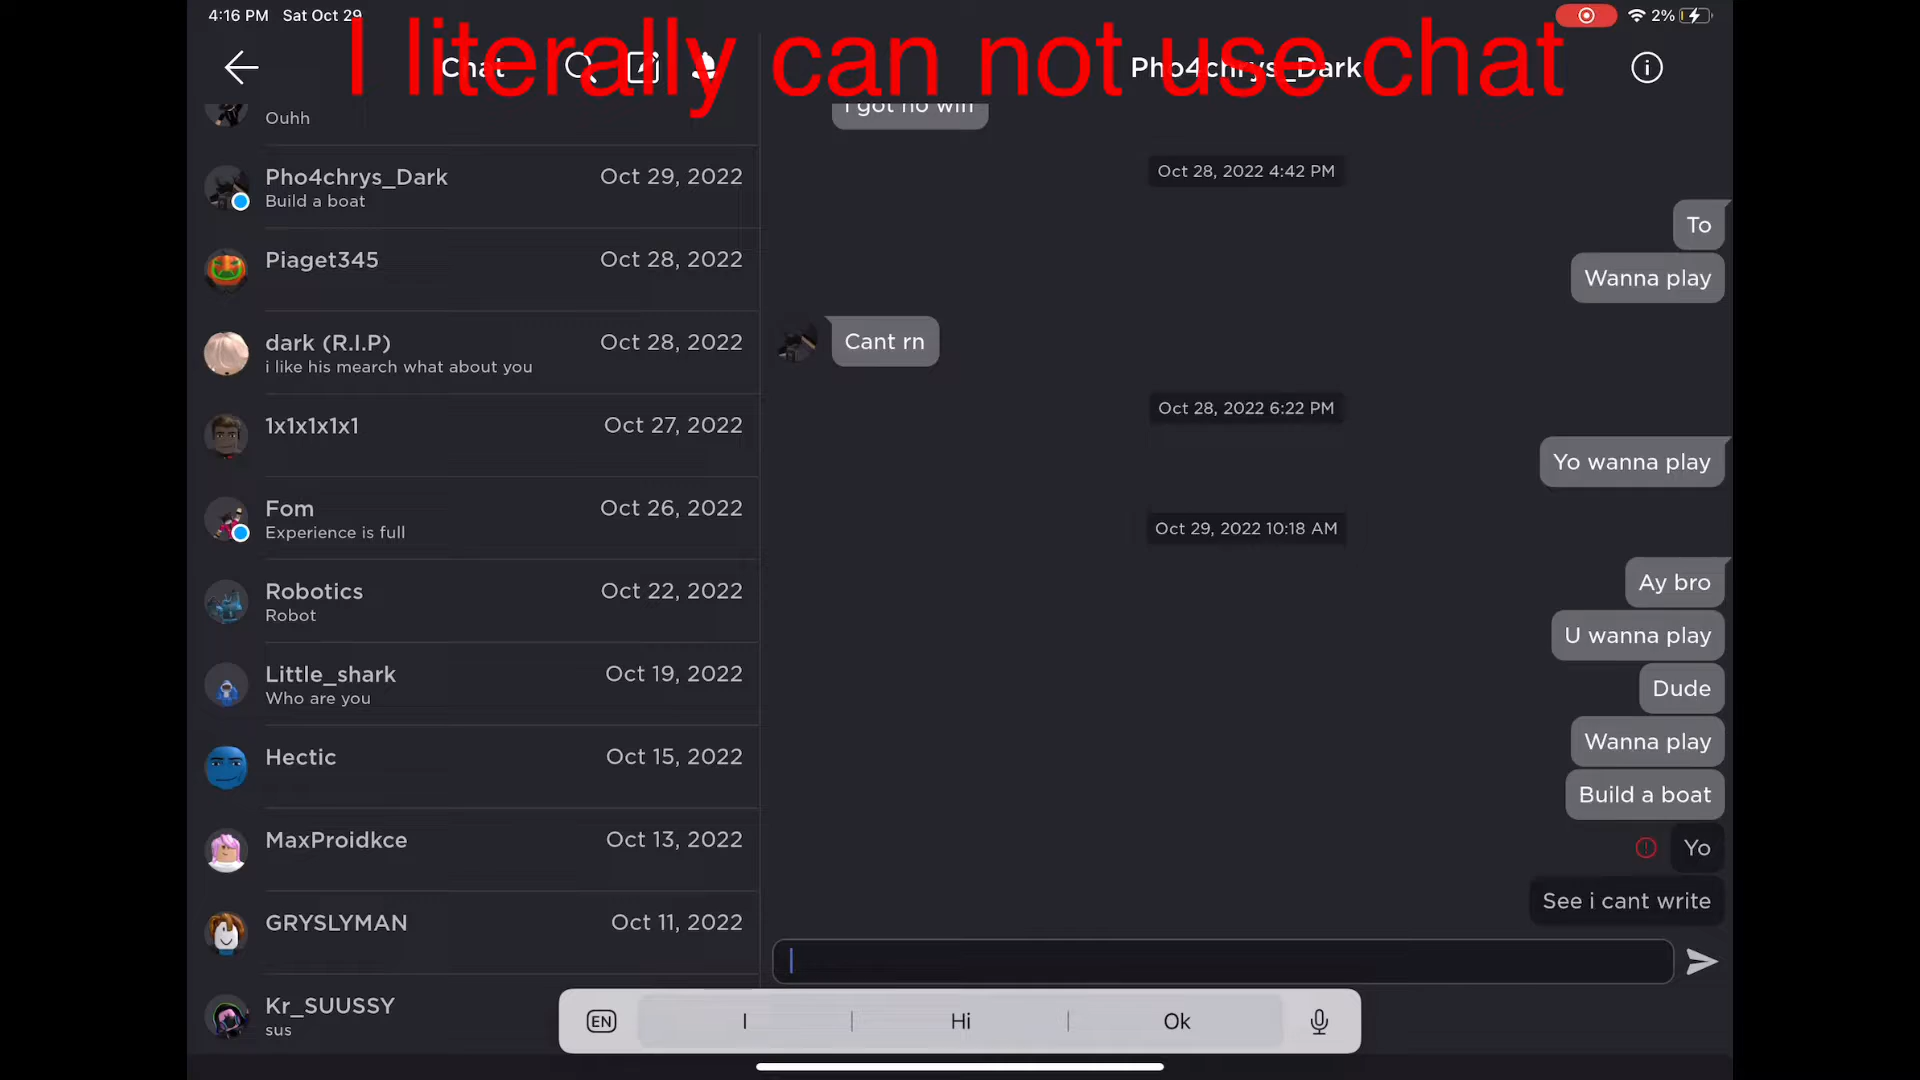 4:16 PM Sat Oct 29
2%
I literally can not use chat
Chat
Ouhh
Pho4chrys_Dark
Oct 29, 2022
Build a boat
Piaget345
Oct 28, 2022
dark (R.I.P)
Oct 28, 2022
i like his mearch what about you
1x1x1x1x1
Oct 27, 2022
Fom
Oct 26, 2022
Experience is full
Robotics
Oct 22, 2022
Robot
Little_shark
Oct 19, 2022
Who are you
Hectic
Oct 15, 2022
MaxProidkce
Oct 13, 2022
GRYSLYMAN
Oct 11, 2022
Kr_SUUSSY
sus
Pho4chrys_Dark
I got no wifi
Oct 28, 2022 4:42 PM
To
Wanna play
Cant rn
Oct 28, 2022 6:22 PM
Yo wanna play
Oct 29, 2022 10:18 AM
Ay bro
U wanna play
Dude
Wanna play
Build a boat
Yo
See i cant write
EN
I
Hi
Ok